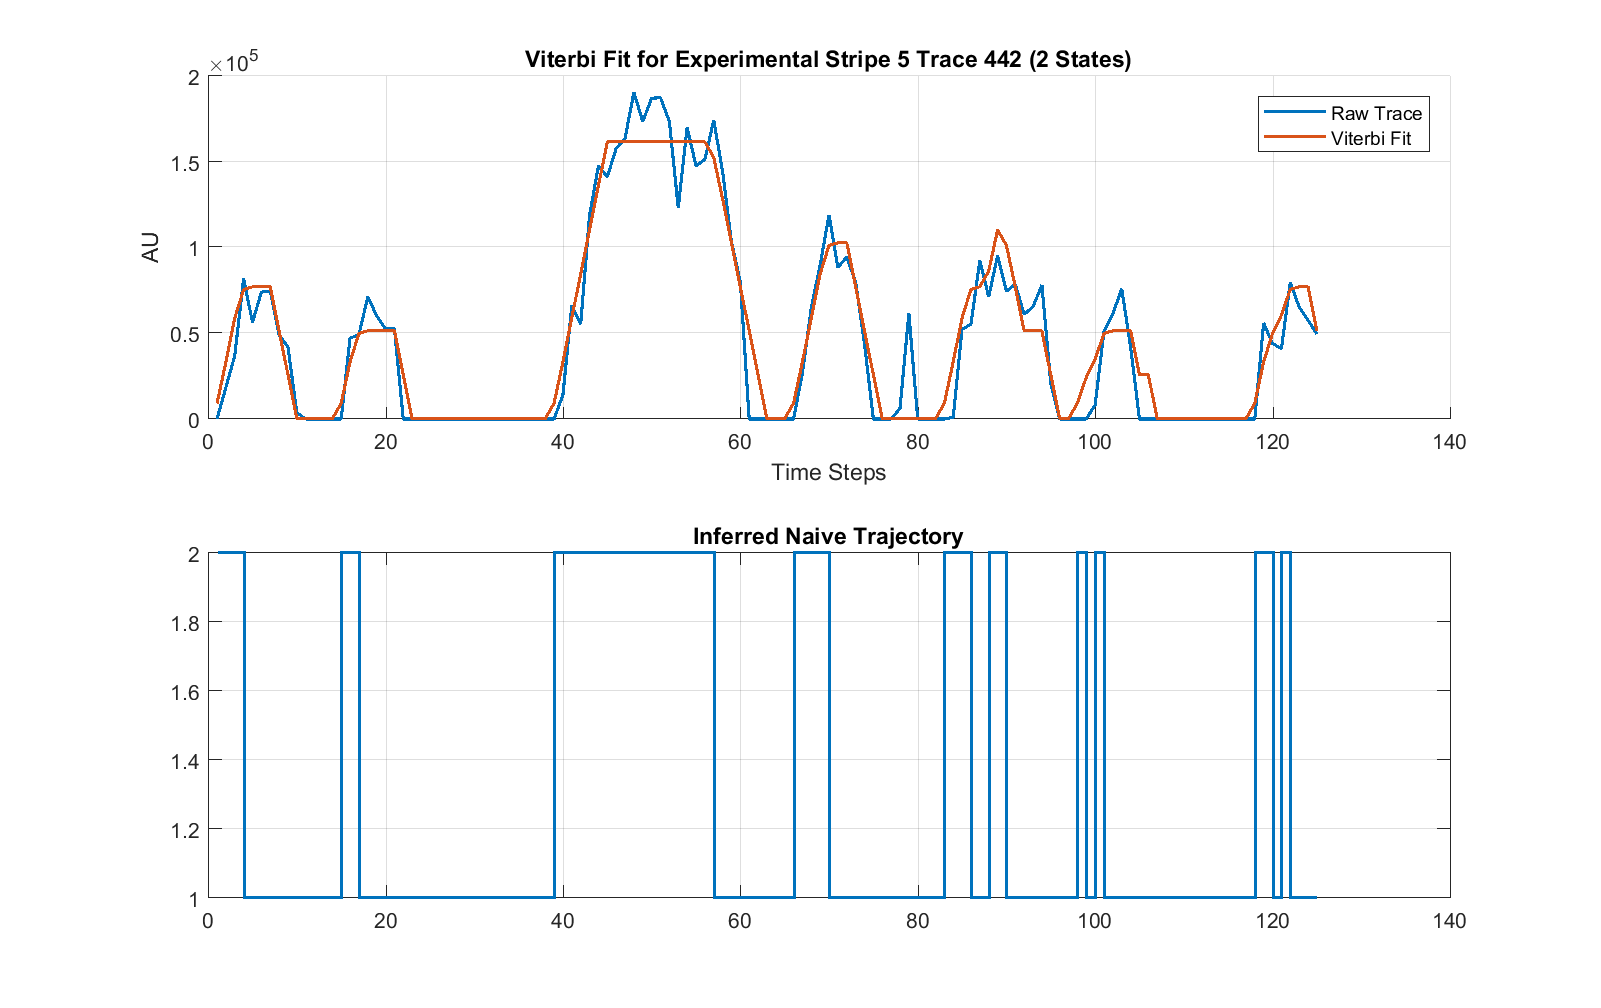 Viterbi Fit for Experimental Stripe 5 Trace 442 (2 States)
×10^5
2
1.5
1
0.5
0
AU
Raw Trace
Viterbi Fit
0 20 40 60 80 100 120 140
Time Steps
Inferred Naive Trajectory
2
1.8
1.6
1.4
1.2
1
0 20 40 60 80 100 120 140